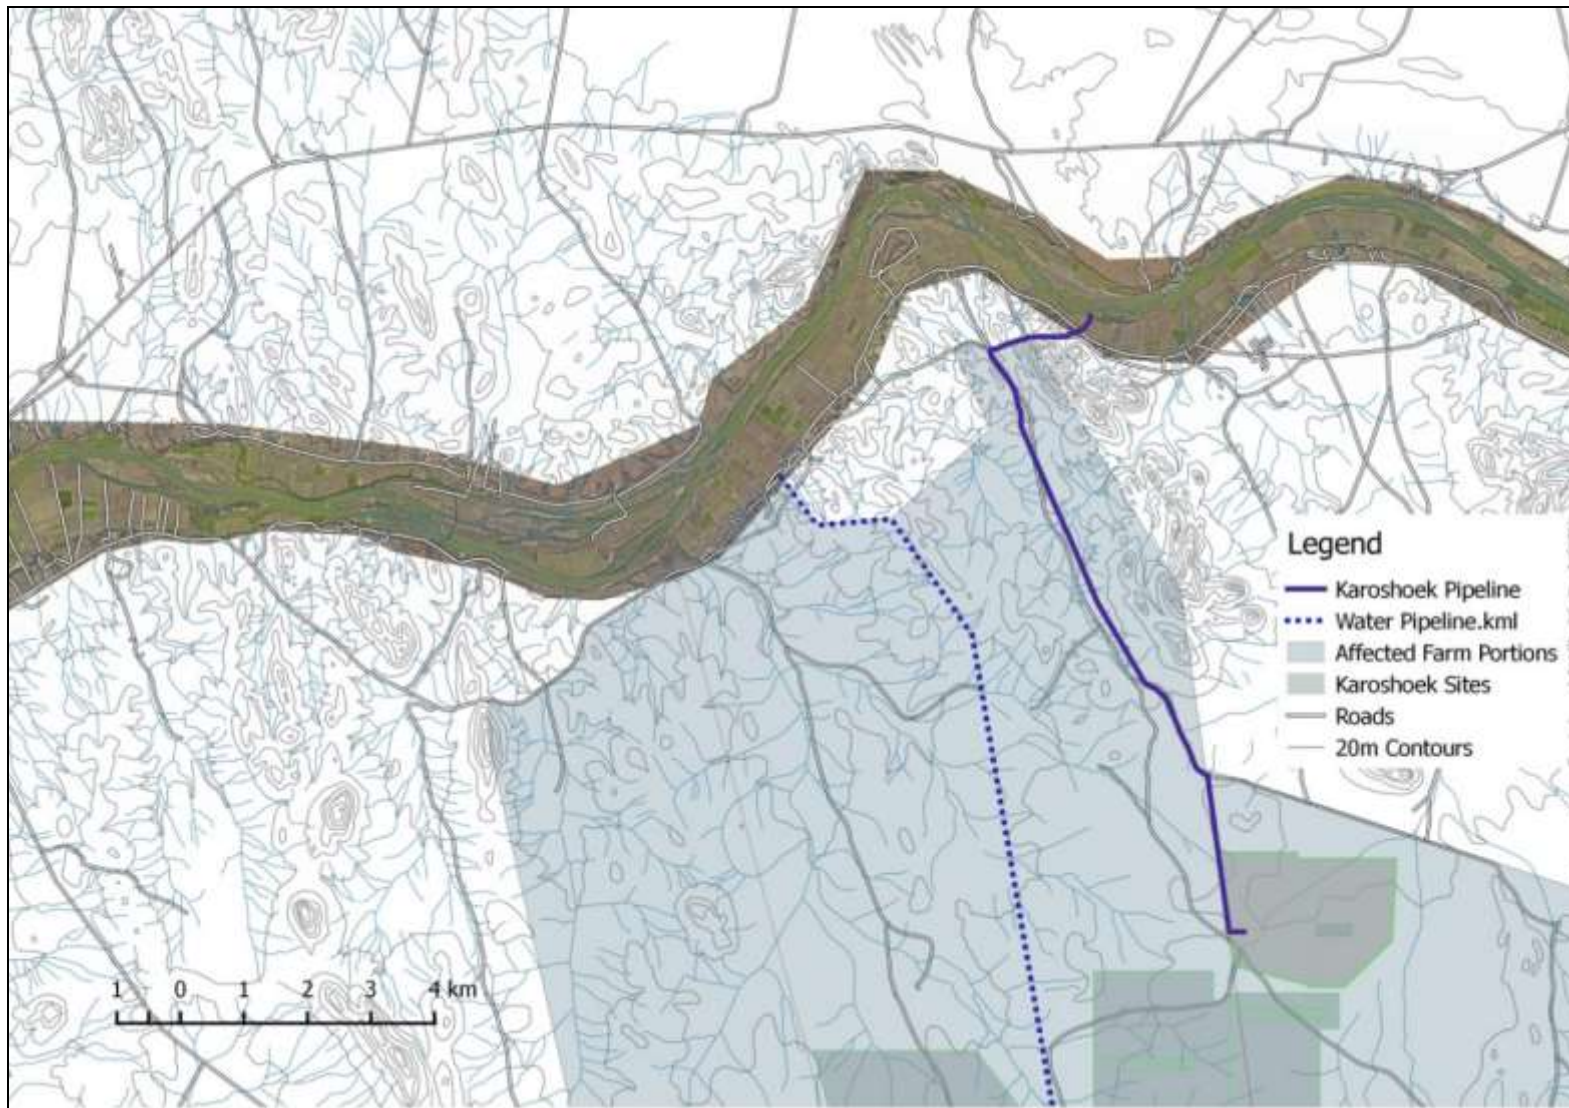 Legend
Karoshoek Pipeline
Water Pipeline.kml
Affected Farm Portions
Karoshoek Sites
Roads
20m Contours
1 0 1 2 3 4 km